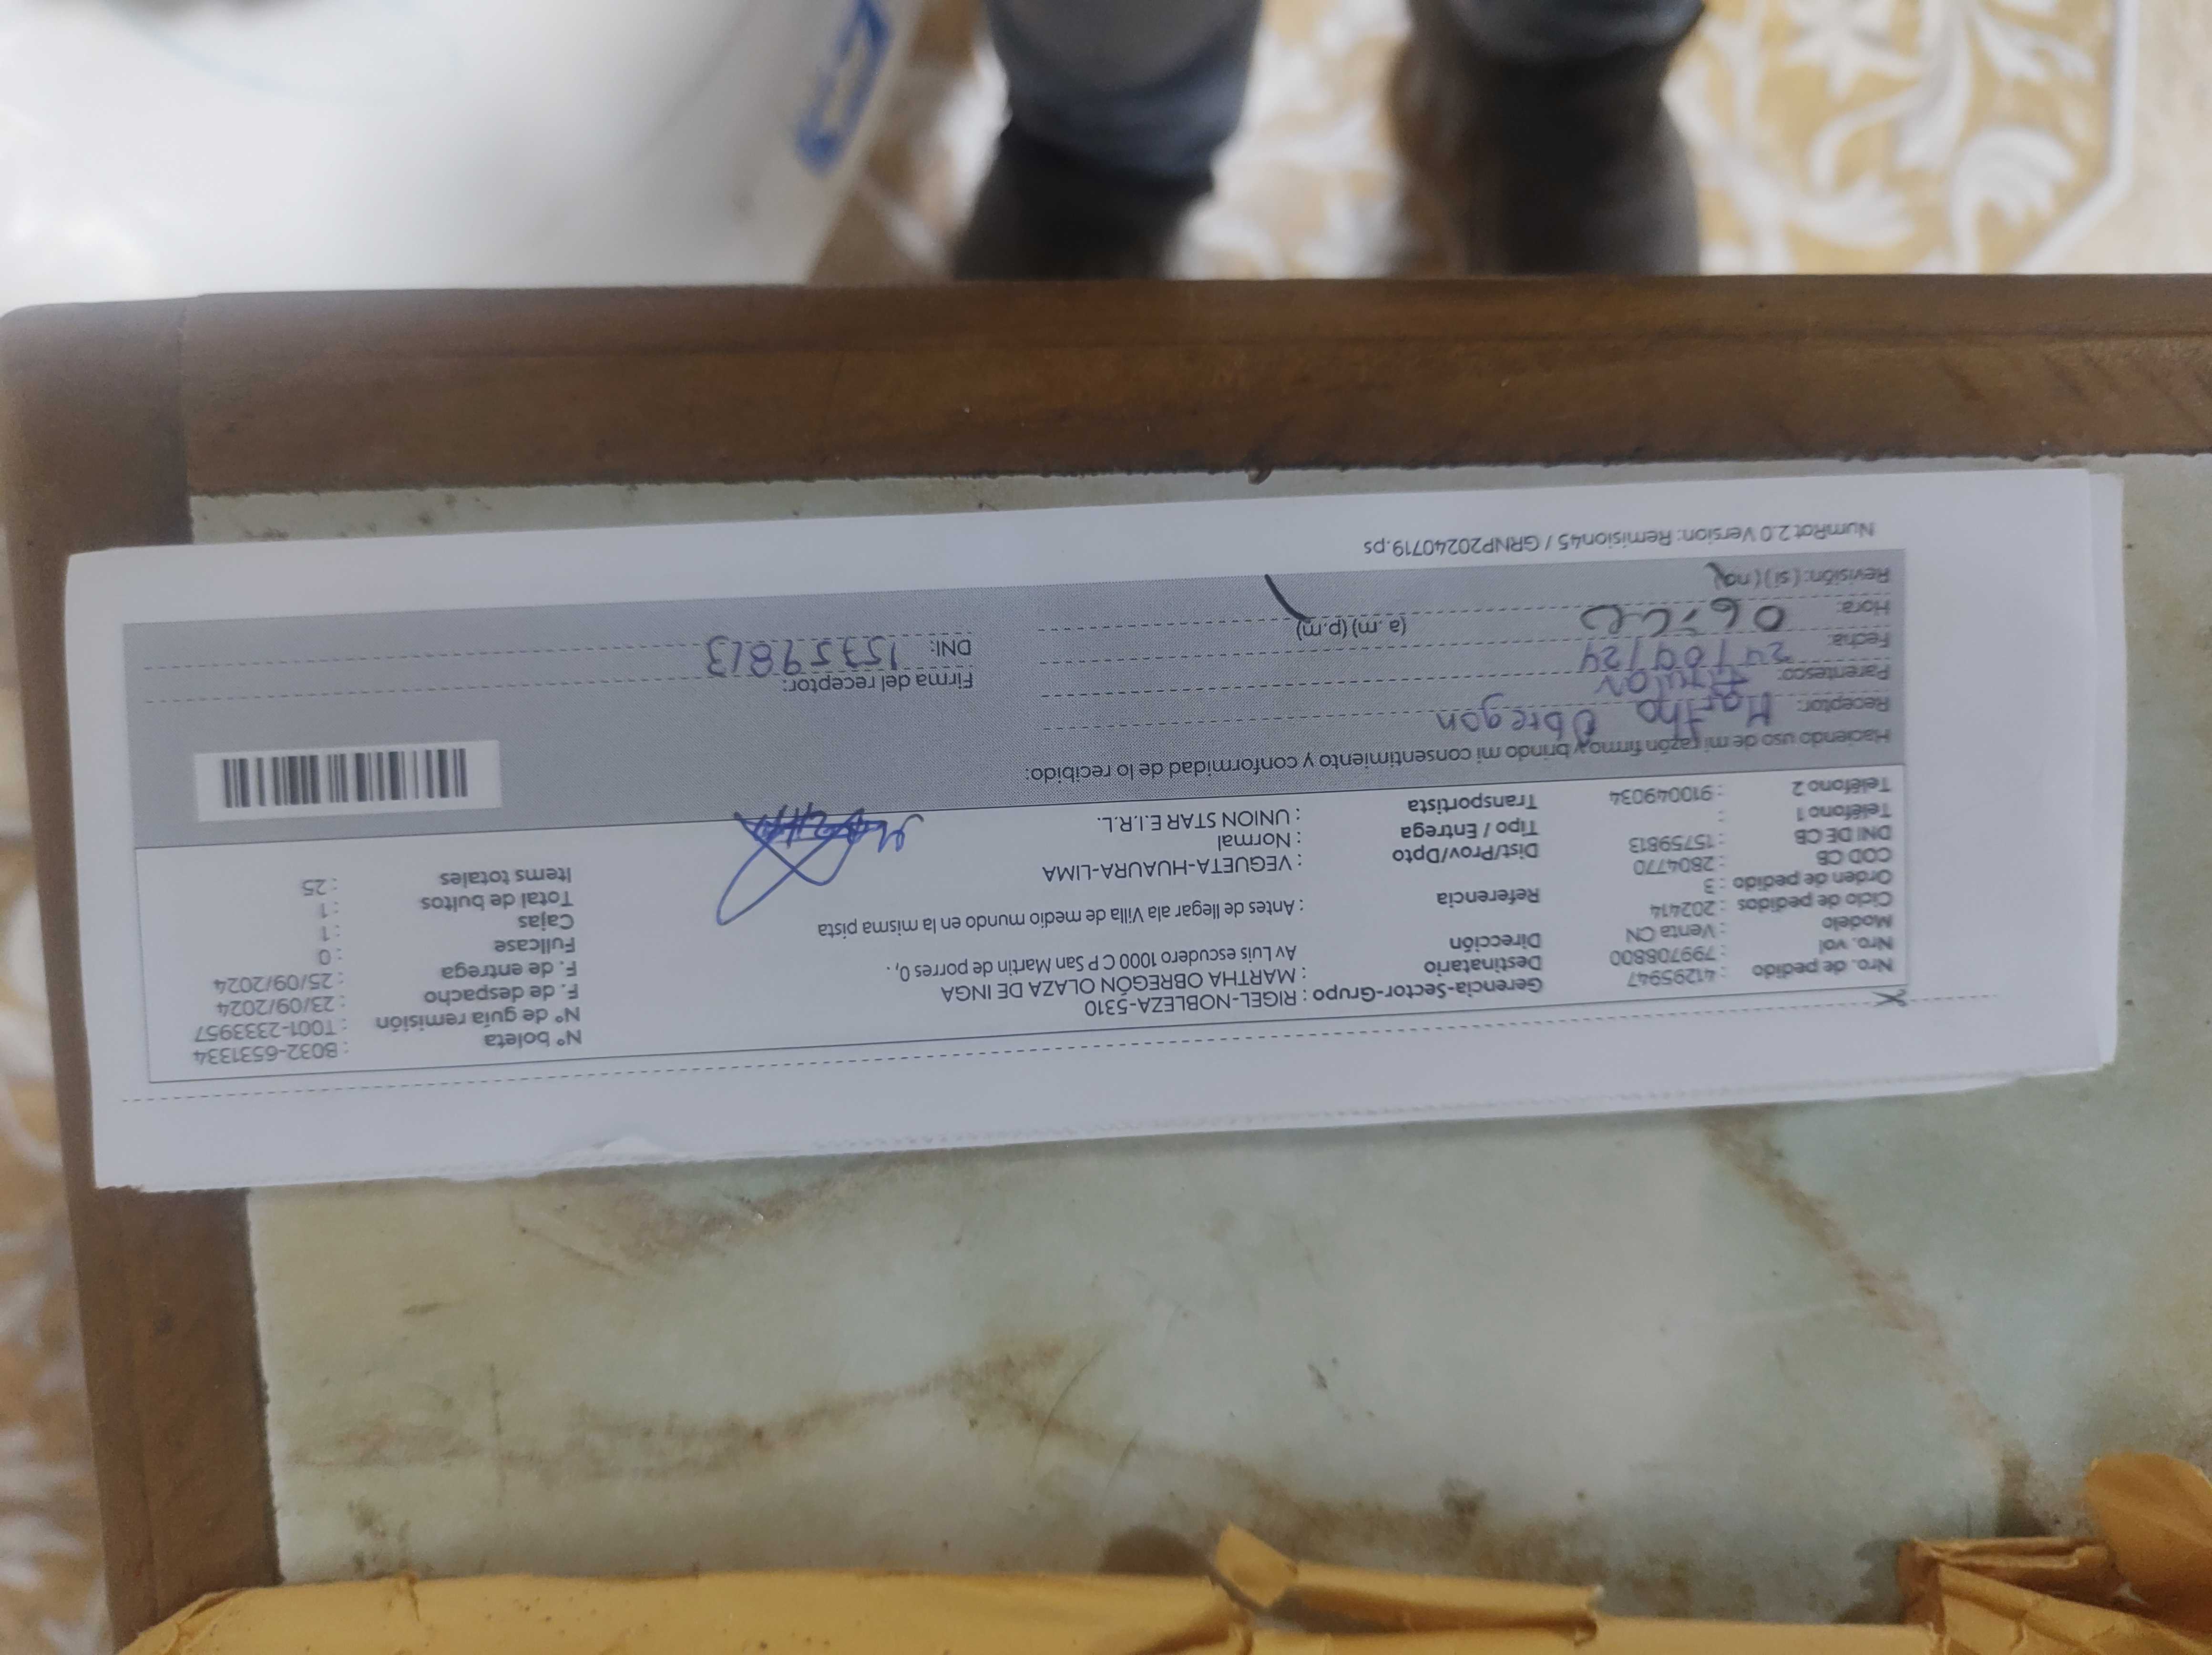 Nro. de pedido : 41295947
Nro. vol : 799708800
Modelo : Venta CN
Ciclo de pedidos : 202414
Orden de pedido : 3
COD CB : 2804770
DNI DE CB : 15759813
Teléfono 1 :
Teléfono 2 : 910049034
Gerencia-Sector-Grupo : RIGEL-NOBLEZA-5310
Destinatario : MARTHA OBREGÓN OLAZA DE INGA
Dirección Av Luis escudero 1000 C P San Martin de porres 0, .
Referencia : Antes de llegar ala Villa de medio mundo en la misma pista
Dist/Prov/Dpto : VEGUETA-HUAURA-LIMA
Tipo / Entrega : Normal
Transportista : UNION STAR E.I.R.L.
N° boleta : B032-6531334
N° de guía remisión : T001-2333957
F. de despacho : 23/09/2024
F. de entrega : 25/09/2024
Fullcase : 0
Cajas : 1
Total de bultos : 1
Items totales : 25
Haciendo uso de mi razón firmo y brindo mi consentimiento y conformidad de lo recibido:
Receptor: Martha Obregon
Parentesco: Titular
Fecha: 24/09/24
Hora: (a .m) (p.m)
Revisión: ( si ) ( no)
Firma del receptor:
DNI: 15759813
NumRot 2.0 Version: Remision45 / GRNP20240719.ps